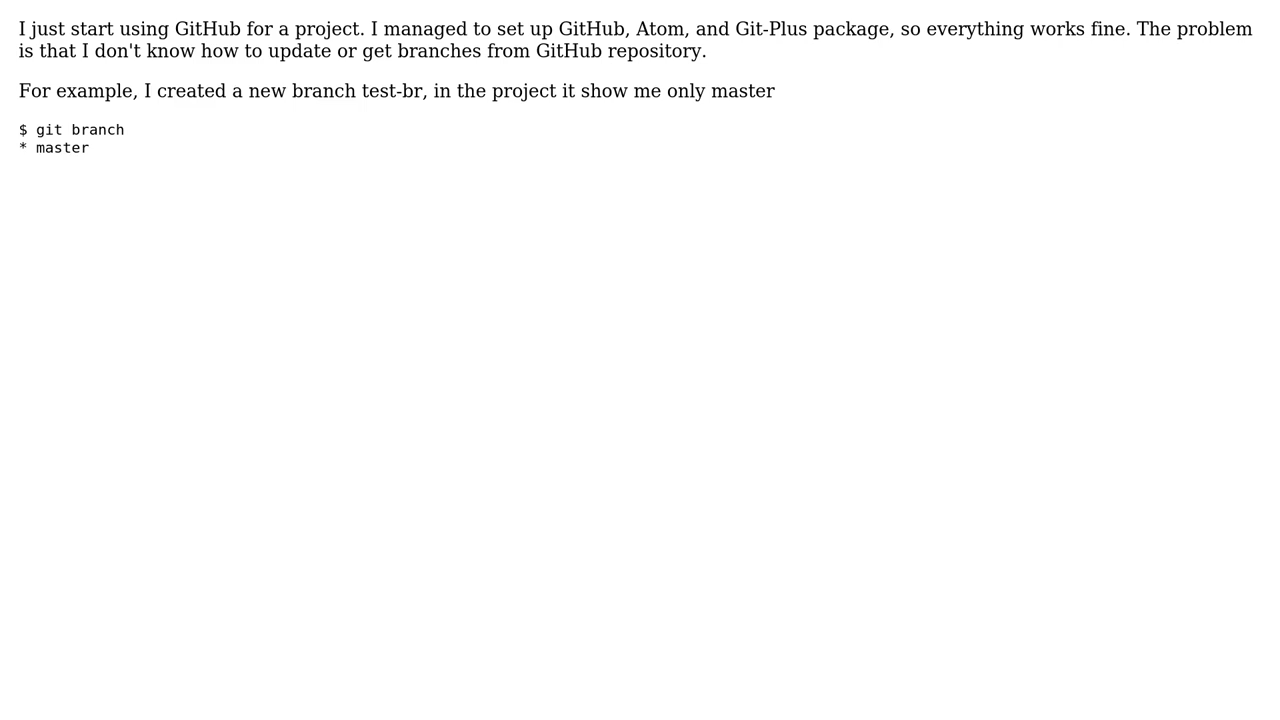 I just start using GitHub for a project. I managed to set up GitHub, Atom, and Git-Plus package, so everything works fine. The problem
is that I don't know how to update or get branches from GitHub repository.
For example, I created a new branch test-br, in the project it show me only master
$ git branch
* master